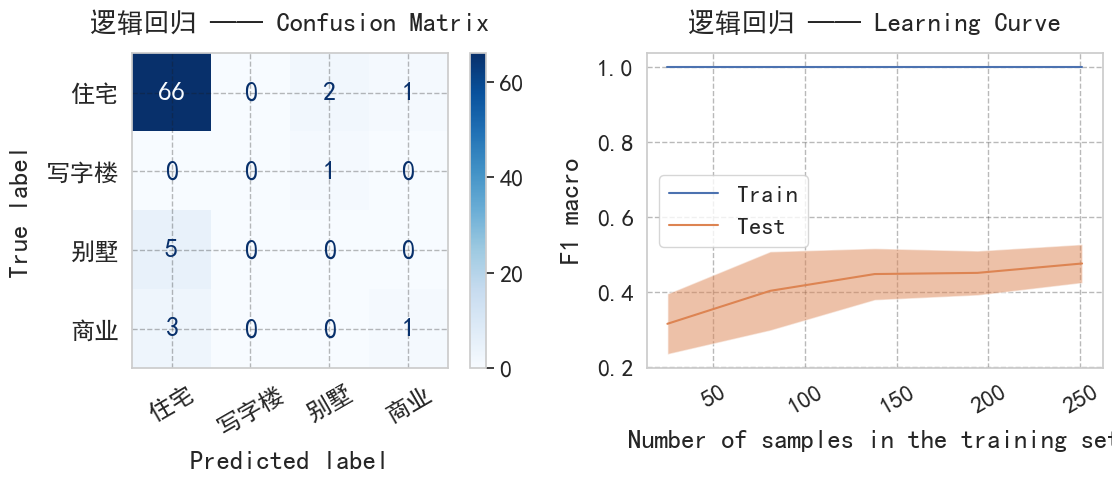 逻辑回归 —— Confusion Matrix
True label
住宅
写字楼
别墅
商业
66 0 2 1
0 0 1 0
5 0 0 0
3 0 0 1
住宅 写字楼 别墅 商业
Predicted label
60
40
20
0
逻辑回归 —— Learning Curve
F1 macro
1.0
0.8
0.6
0.4
0.2
Train
Test
50 100 150 200 250
Number of samples in the training set